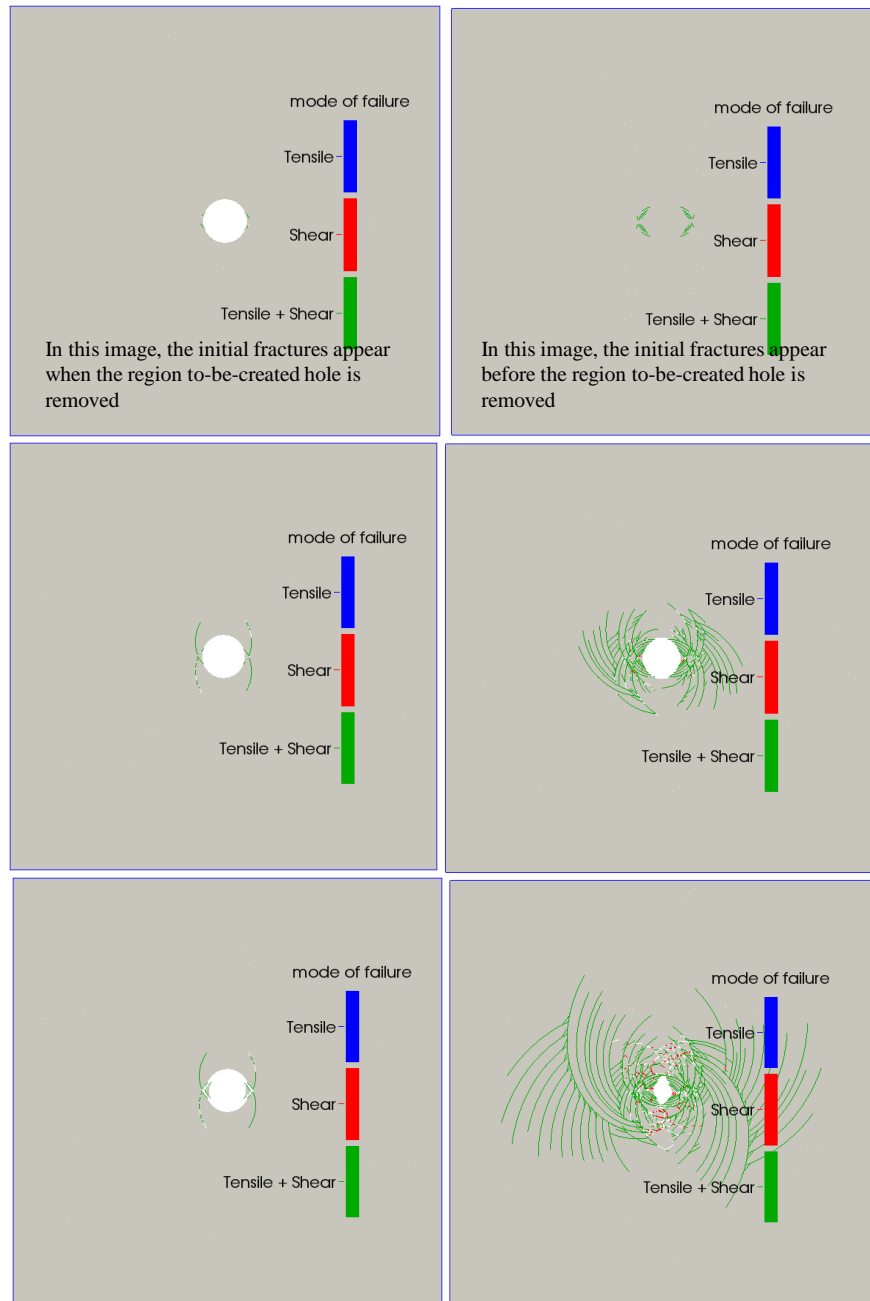 mode of failure
Tensile
Shear
Tensile + Shear
In this image, the initial fractures appear
when the region to-be-created hole is
removed
mode of failure
Tensile
Shear
Tensile + Shear
In this image, the initial fractures appear
before the region to-be-created hole is
removed
mode of failure
Tensile
Shear
Tensile + Shear
mode of failure
Tensile
Shear
Tensile + Shear
mode of failure
Tensile
Shear
Tensile + Shear
mode of failure
Tensile
Shear
Tensile + Shear